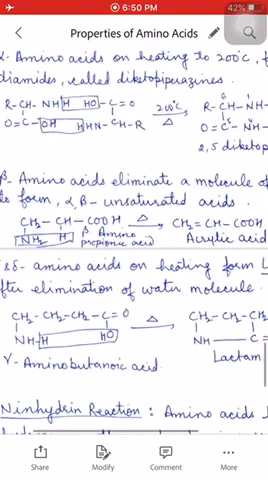 6:50 PM
42%
Properties of Amino Acids
α- Amino acids on heating to 200°C, f
diamides, called diketopiperazines
R-CH-NH H HO-C=O 200°C Δ R-CH-NH-
O=C-OH HHN-CH-R O=C-NH-
2,5 diketop
β- Amino acids eliminate a molecule of
to form, α,β- unsaturated acids.
CH₂-CH-COOH Δ CH₂=CH-COOH
NH₂ H β Amino propionic acid Acrylic acid
γ&δ- amino acids on heating form L
after elimination of water molecule.
CH₂-CH₂-CH₂-C=O Δ CH₂-CH₂-CH₂
NH-H HO NH — C
γ-Aminobutanoic acid Lactam
Ninhydrin Reaction: Amino acids
Share
Modify
Comments
More